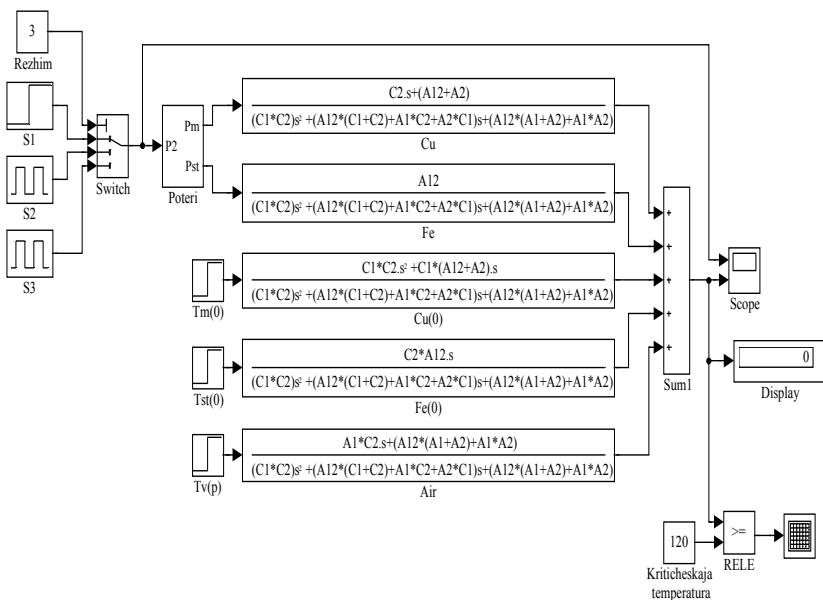 3
Rezhim
S1
S2
S3
Switch
P2
Pm
Pst
Poteri
C2.s+(A12+A2)
(C1*C2)s² +(A12*(C1+C2)+A1*C2+A2*C1)s+(A12*(A1+A2)+A1*A2)
Cu
A12
(C1*C2)s² +(A12*(C1+C2)+A1*C2+A2*C1)s+(A12*(A1+A2)+A1*A2)
Fe
Tm(0)
C1*C2.s² +C1*(A12+A2).s
(C1*C2)s² +(A12*(C1+C2)+A1*C2+A2*C1)s+(A12*(A1+A2)+A1*A2)
Cu(0)
Tst(0)
C2*A12.s
(C1*C2)s² +(A12*(C1+C2)+A1*C2+A2*C1)s+(A12*(A1+A2)+A1*A2)
Fe(0)
Tv(p)
A1*C2.s+(A12*(A1+A2)+A1*A2)
(C1*C2)s² +(A12*(C1+C2)+A1*C2+A2*C1)s+(A12*(A1+A2)+A1*A2)
Air
+
+
+
+
+
Sum1
Scope
0
Display
120
Kriticheskaja
temperatura
>=
RELE